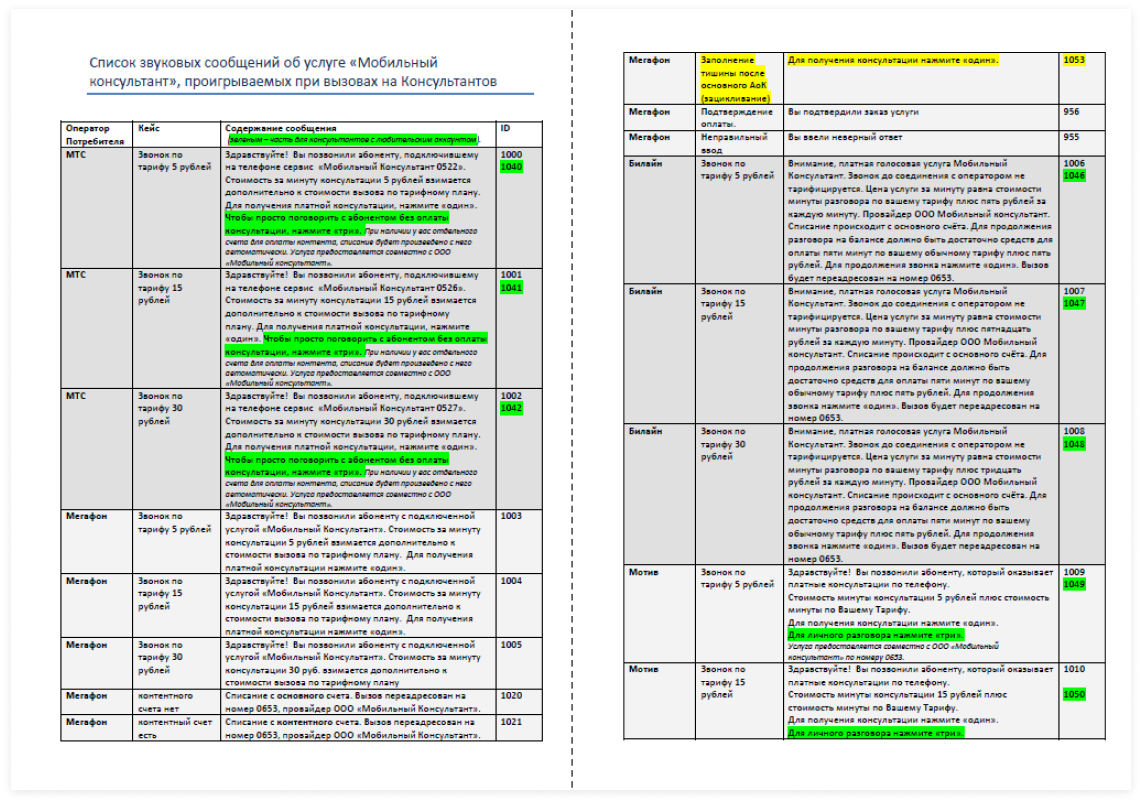 Список звуковых сообщений об услуге «Мобильный
консультант», проигрываемых при вызовах на Консультантов
Оператор
Потребителя
Кейс
Содержание сообщения
(зеленым – часть для консультантов с любительским аккаунтом).
ID
МТС
Звонок по
тарифу 5 рублей
Здравствуйте! Вы позвонили абоненту, подключившему
на телефоне сервис «Мобильный Консультант 0522».
Стоимость за минуту консультации 5 рублей взимается
дополнительно к стоимости вызова по тарифному плану.
Для получения платной консультации, нажмите «один».
Чтобы просто поговорить с абонентом без оплаты
консультации, нажмите «три». При наличии у вас отдельного
счета для оплаты контента, списание будет произведено с него
автоматически. Услуга предоставляется совместно с ООО
«Мобильный консультант».
1000
1040
МТС
Звонок по
тарифу 15
рублей
Здравствуйте! Вы позвонили абоненту, подключившему
на телефоне сервис «Мобильный Консультант 0526».
Стоимость за минуту консультации 15 рублей взимается
дополнительно к стоимости вызова по тарифному
плану. Для получения платной консультации, нажмите
«один». Чтобы просто поговорить с абонентом без оплаты
консультации, нажмите «три». При наличии у вас отдельного
счета для оплаты контента, списание будет произведено с него
автоматически. Услуга предоставляется совместно с ООО
«Мобильный консультант».
1001
1041
МТС
Звонок по
тарифу 30
рублей
Здравствуйте! Вы позвонили абоненту, подключившему
на телефоне сервис «Мобильный Консультант 0527».
Стоимость за минуту консультации 30 рублей взимается
дополнительно к стоимости вызова по тарифному плану.
Для получения платной консультации, нажмите «один».
Чтобы просто поговорить с абонентом без оплаты
консультации, нажмите «три». При наличии у вас отдельного
счета для оплаты контента, списание будет произведено с него
автоматически. Услуга предоставляется совместно с ООО
«Мобильный консультант».
1002
1042
Мегафон
Звонок по
тарифу 5 рублей
Здравствуйте! Вы позвонили абоненту с подключенной
услугой «Мобильный Консультант». Стоимость за минуту
консультации 5 рублей взимается дополнительно к
стоимости вызова по тарифному плану. Для получения
платной консультации нажмите «один».
1003
Мегафон
Звонок по
тарифу 15
рублей
Здравствуйте! Вы позвонили абоненту с подключенной
услугой «Мобильный Консультант». Стоимость за минуту
консультации 15 рублей взимается дополнительно к
стоимости вызова по тарифному плану. Для получения
платной консультации нажмите «один».
1004
Мегафон
Звонок по
тарифу 30
рублей
Здравствуйте! Вы позвонили абоненту с подключенной
услугой «Мобильный Консультант». Стоимость за минуту
консультации 30 руб. взимается дополнительно к
стоимости вызова по тарифному плану
1005
Мегафон
контентного
счета нет
Списание с основного счета. Вызов переадресован на
номер 0653, провайдер ООО «Мобильный Консультант».
1020
Мегафон
контентный счет
есть
Списание с контентного счета. Вызов переадресован на
номер 0653, провайдер ООО «Мобильный Консультант».
1021
Мегафон
Заполнение
тишины после
основного АоК
(зацикливание)
Для получения консультации нажмите «один».
1053
Мегафон
Подтверждение
оплаты.
Вы подтвердили заказ услуги
956
Мегафон
Неправильный
ввод
Вы ввели неверный ответ
955
Билвйн
Звонок по
тарифу 5 рублей
Внимание, платная голосовая услуга Мобильный
Консультант. Звонок до соединения с оператором не
тарифицируется. Цена услуги за минуту равна стоимости
минуты разговора по вашему тарифу плюс пять рублей за
каждую минуту. Провайдер ООО Мобильный консультант.
Списание происходит с основного счёта. Для продолжения
разговора на балансе должно быть достаточно средств для
оплаты пяти минут по вашему обычному тарифу плюс пять
рублей. Для продолжения звонка нажмите «один». Вызов
будет переадресован на номер 0653.
1006
1046
Билвйн
Звонок по
тарифу 15
рублей
Внимание, платная голосовая услуга Мобильный
Консультант. Звонок до соединения с оператором не
тарифицируется. Цена услуги за минуту равна стоимости
минуты разговора по вашему тарифу плюс пятнадцать
рублей за каждую минуту. Провайдер ООО Мобильный
консультант. Списание происходит с основного счёта. Для
продолжения разговора на балансе должно быть
достаточно средств для оплаты пяти минут по вашему
обычному тарифу плюс пять рублей. Для продолжения
звонка нажмите «один». Вызов будет переадресован на
номер 0653.
1007
1047
Билвйн
Звонок по
тарифу 30
рублей
Внимание, платная голосовая услуга Мобильный
Консультант. Звонок до соединения с оператором не
тарифицируется. Цена услуги за минуту равна стоимости
минуты разговора по вашему тарифу плюс тридцать
рублей за каждую минуту. Провайдер ООО Мобильный
консультант. Списание происходит с основного счёта. Для
продолжения разговора на балансе должно быть
достаточно средств для оплаты пяти минут по вашему
обычному тарифу плюс пять рублей. Для продолжения
звонка нажмите «один». Вызов будет переадресован на
номер 0653.
1008
1048
Мотив
Звонок по
тарифу 5 рублей
Здравствуйте! Вы позвонили абоненту, который оказывает
платные консультации по телефону.
Стоимость минуты консультации 5 рублей плюс стоимость
минуты по Вашему Тарифу.
Для получения консультации нажмите «один».
Для личного разговора нажмите «три».
Услуга предоставляется совместно с ООО «Мобильный
консультант» по номеру 0653.
1009
1049
Мотив
Звонок по
тарифу 15
рублей
Здравствуйте! Вы позвонили абоненту, который оказывает
платные консультации по телефону.
Стоимость минуты консультации 15 рублей плюс
стоимость минуты по Вашему Тарифу.
Для получения консультации нажмите «один».
Для личного разговора нажмите «три».
1010
1050